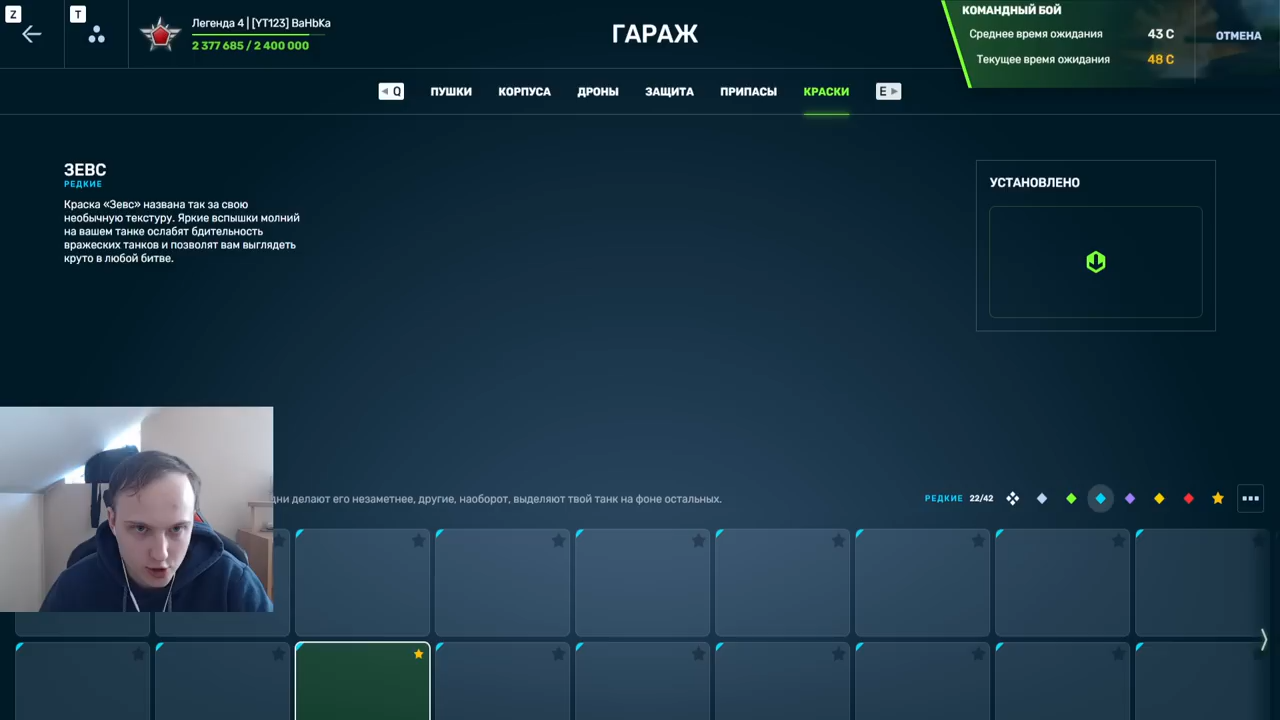 Z
T
Легенда 4 | [YT123] BaHbKa
2 377 685 / 2 400 000
ГАРАЖ
КОМАНДНЫЙ БОЙ
Среднее время ожидания 43 С
Текущее время ожидания 48 С
ОТМЕНА
Q ПУШКИ КОРПУСА ДРОНЫ ЗАЩИТА ПРИПАСЫ КРАСКИ E
ЗЕВС
РЕДКИЕ
Краска «Зевс» названа так за свою
необычную текстуру. Яркие вспышки молний
на вашем танке ослабят бдительность
вражеских танков и позволят вам выглядеть
круто в любой битве.
УСТАНОВЛЕНО
дни делают его незаметнее, другие, наоборот, выделяют твой танк на фоне остальных.
РЕДКИЕ 22/42